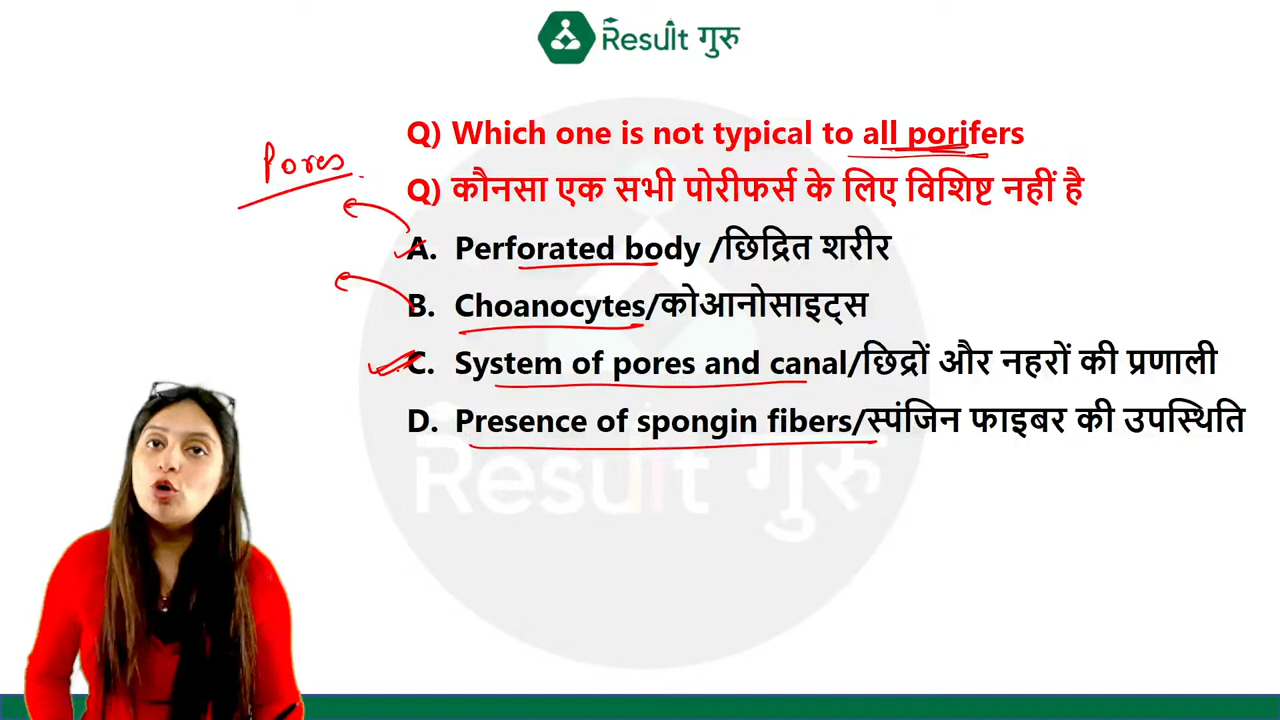 Result गुरु
Q) Which one is not typical to all porifers
Pores
Q) कौनसा एक सभी पोरीफर्स के लिए विशिष्ट नहीं है
A. Perforated body /छिद्रित शरीर
B. Choanocytes/कोआनोसाइट्स
C. System of pores and canal/छिद्रों और नहरों की प्रणाली
D. Presence of spongin fibers/स्पंजिन फाइबर की उपस्थिति
Result गुरु